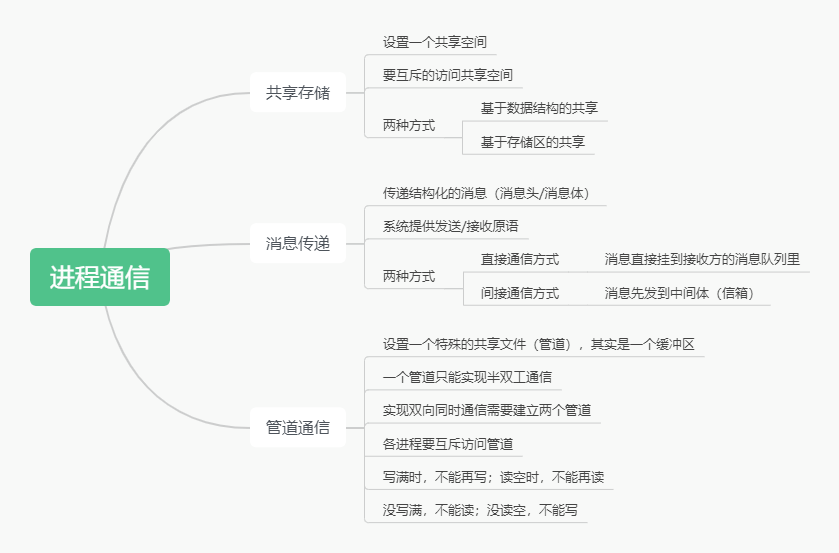 进程通信
共享存储
设置一个共享空间
要互斥的访问共享空间
两种方式
基于数据结构的共享
基于存储区的共享
消息传递
传递结构化的消息（消息头/消息体）
系统提供发送/接收原语
两种方式
直接通信方式
消息直接挂到接收方的消息队列里
间接通信方式
消息先发到中间体（信箱）
管道通信
设置一个特殊的共享文件（管道），其实是一个缓冲区
一个管道只能实现半双工通信
实现双向同时通信需要建立两个管道
各进程要互斥访问管道
写满时，不能再写；读空时，不能再读
没写满，不能读；没读空，不能写